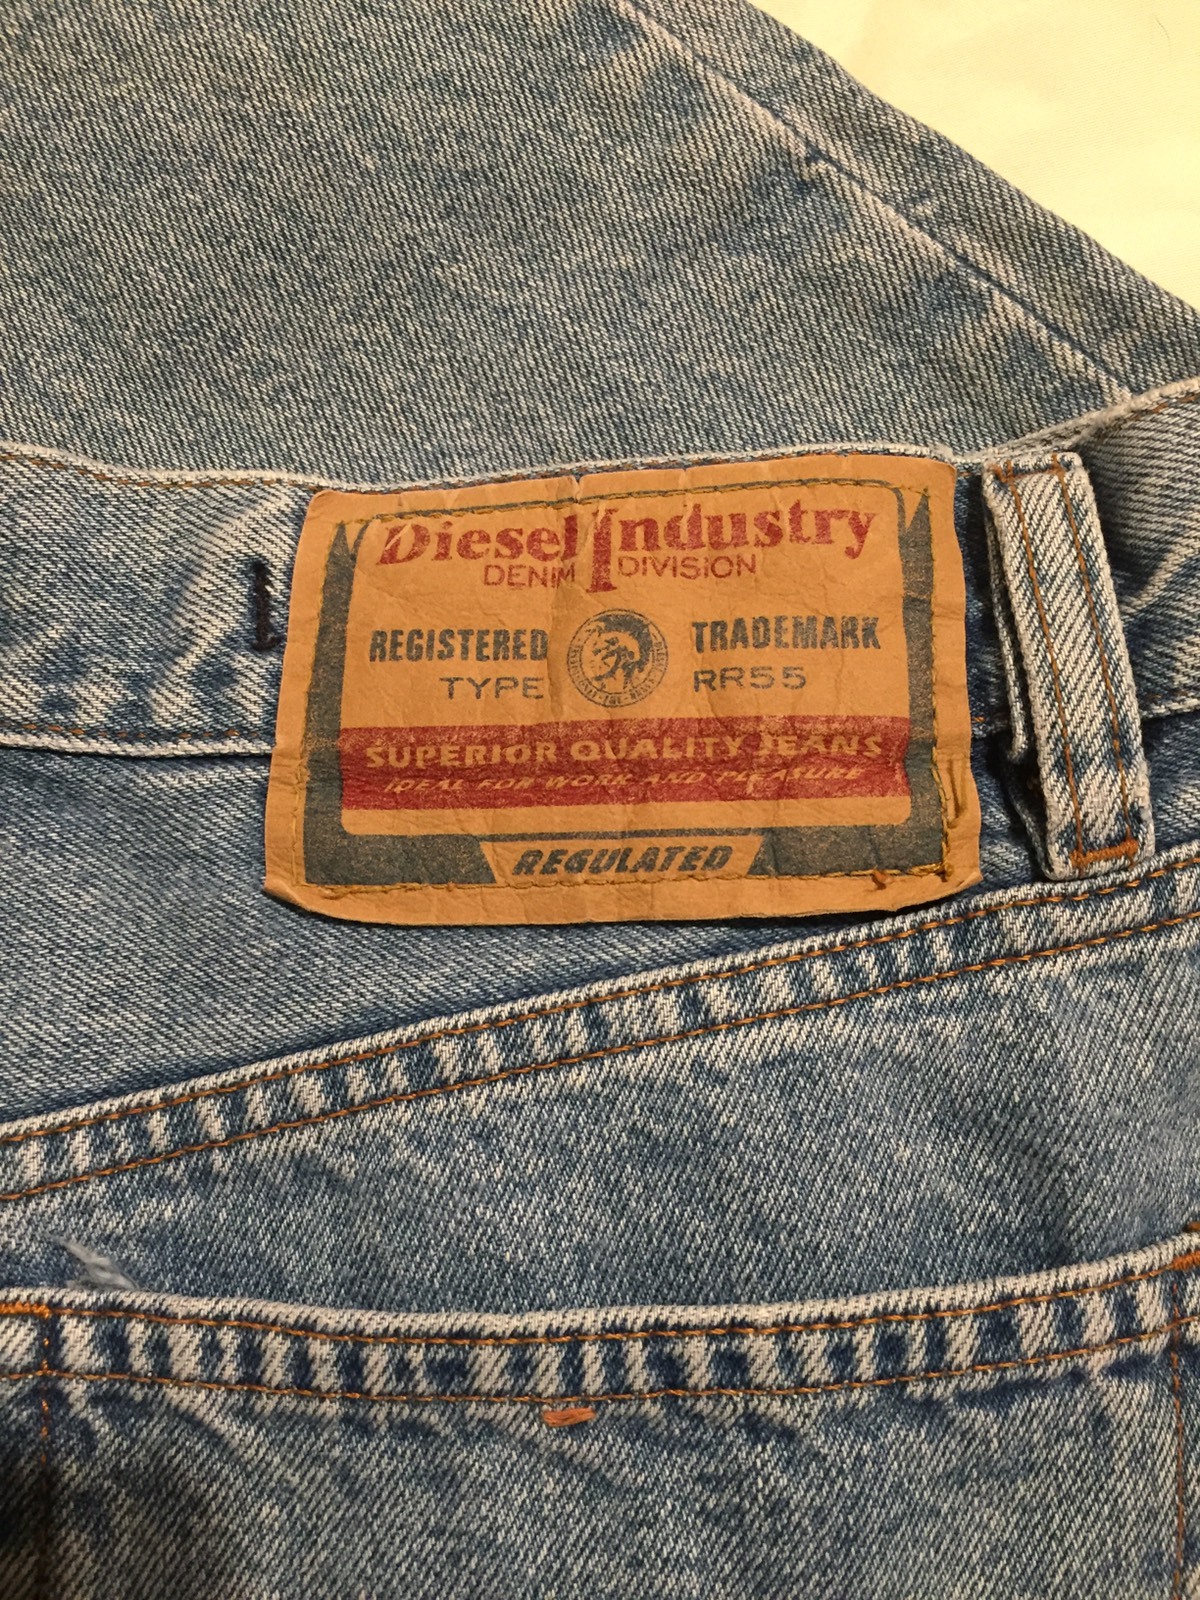 Diesel Industry
DENIM DIVISION
REGISTERED TRADEMARK
TYPE RR55
SUPERIOR QUALITY JEANS
IDEAL FOR WORK AND PLEASURE
REGULATED